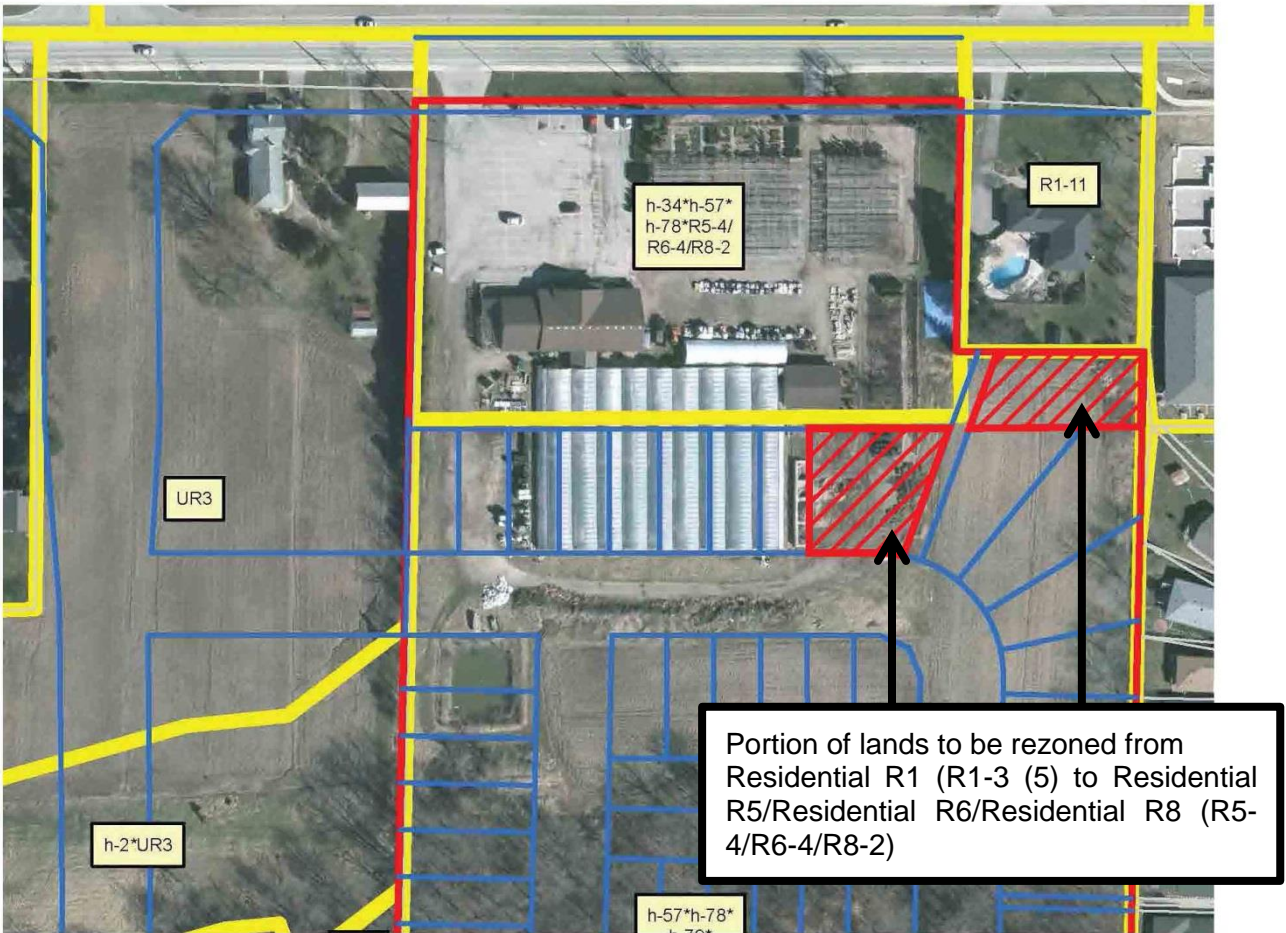 R1-11
h-34*h-57*
h-78*R5-4/
R6-4/R8-2
UR3
Portion of lands to be rezoned from
Residential R1 (R1-3 (5) to Residential
R5/Residential R6/Residential R8 (R5-
4/R6-4/R8-2)
h-2*UR3
h-57*h-78*